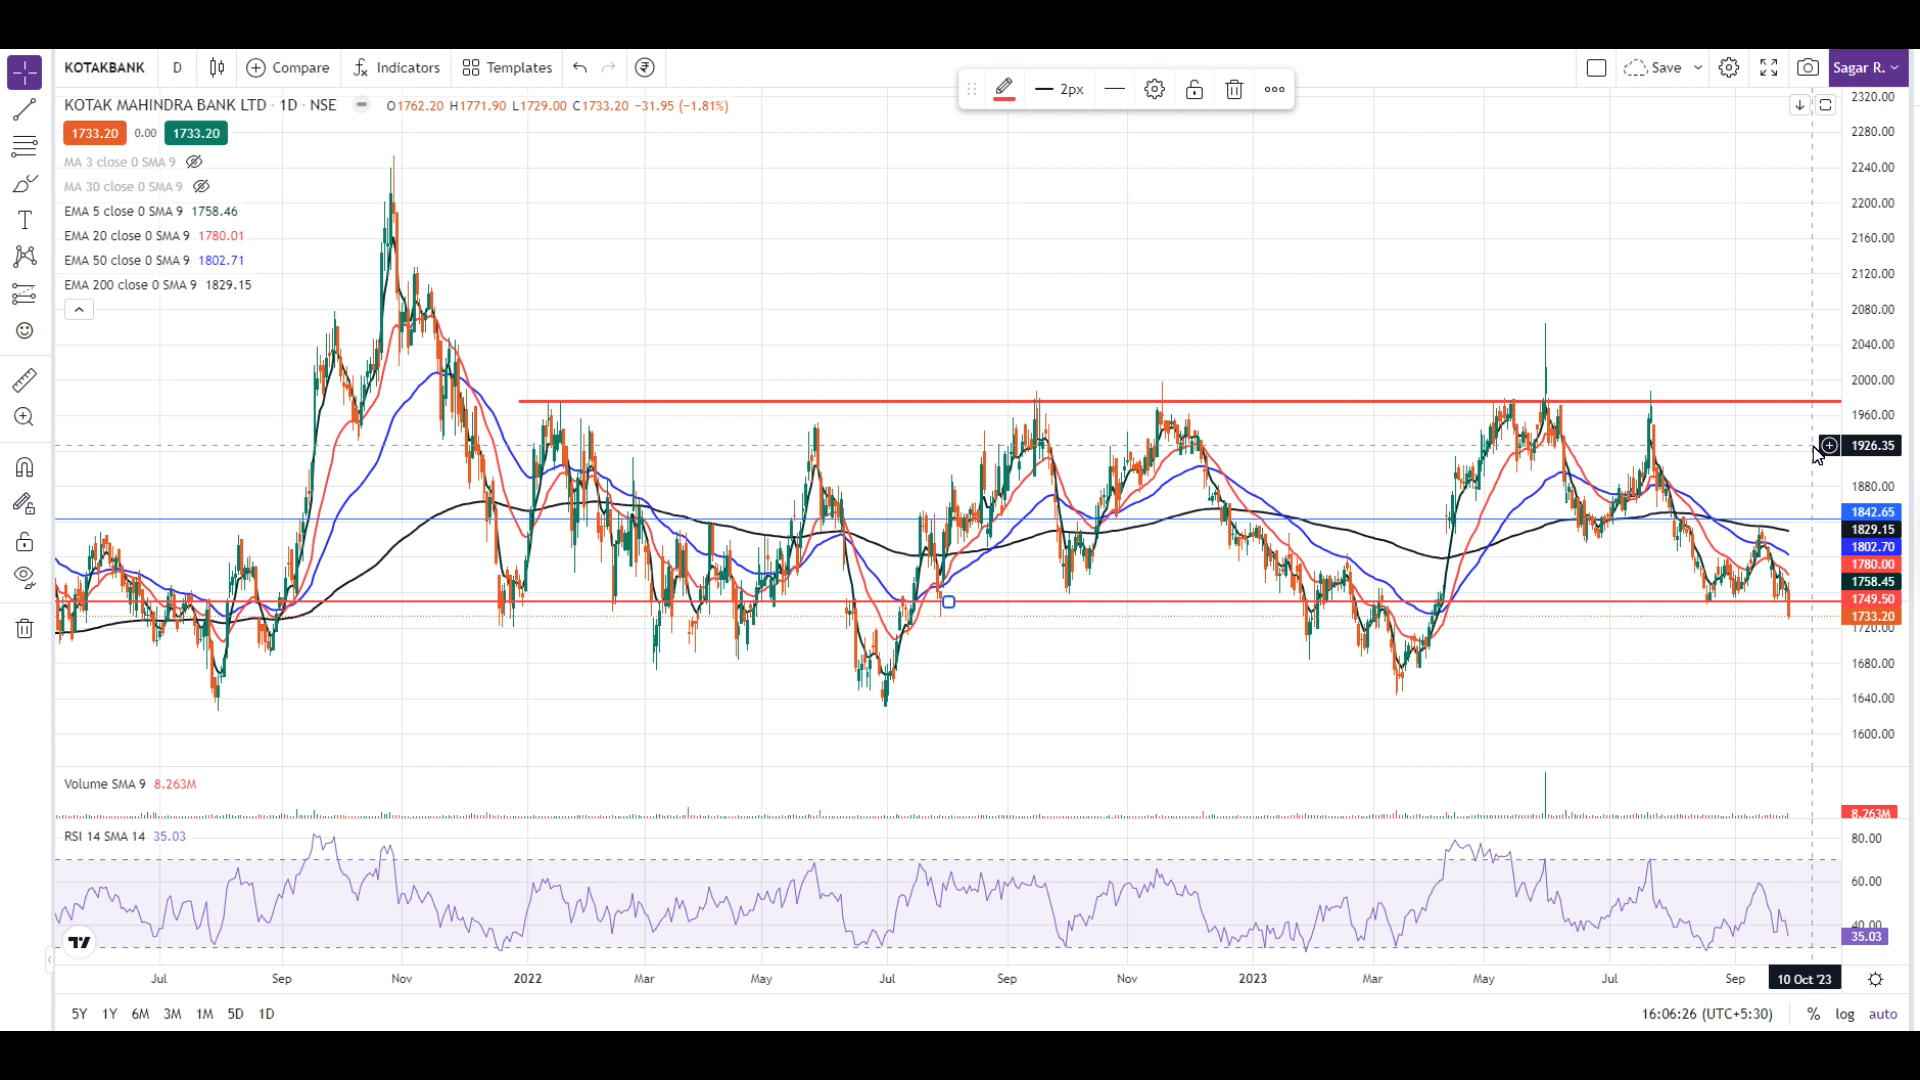 KOTAKBANK D Compare Indicators Templates Save Sagar R.
2px
KOTAK MAHINDRA BANK LTD · 1D · NSE O1762.20 H1771.90 L1729.00 C1733.20 −31.95 (−1.81%)
1733.20 0.00 1733.20
MA 3 close 0 SMA 9
MA 30 close 0 SMA 9
EMA 5 close 0 SMA 9 1758.46
EMA 20 close 0 SMA 9 1780.01
EMA 50 close 0 SMA 9 1802.71
EMA 200 close 0 SMA 9 1829.15
2320.00
2280.00
2240.00
2200.00
2160.00
2120.00
2080.00
2040.00
2000.00
1960.00
1926.35
1880.00
1842.65
1829.15
1802.70
1780.00
1758.45
1749.50
1733.20
1720.00
1680.00
1640.00
1600.00
Volume SMA 9 8.263M
8.263M
RSI 14 SMA 14 35.03
80.00
60.00
40.00
35.03
Jul Sep Nov 2022 Mar May Jul Sep Nov 2023 Mar May Jul Sep 10 Oct '23
5Y 1Y 6M 3M 1M 5D 1D 16:06:26 (UTC+5:30) % log auto